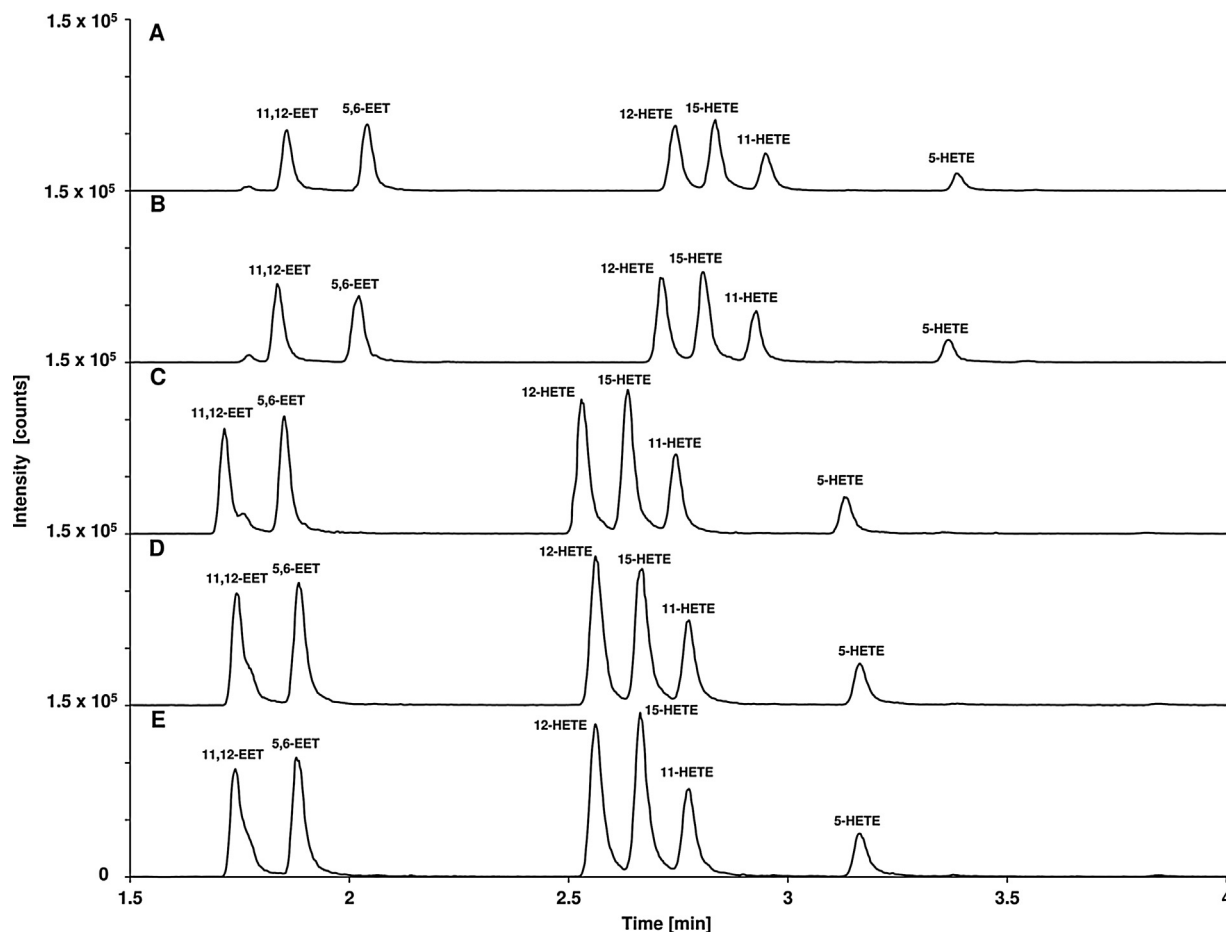 1.5 x 10⁵
A
11,12-EET
5,6-EET
12-HETE
15-HETE
11-HETE
5-HETE
1.5 x 10⁵
B
11,12-EET
5,6-EET
12-HETE
15-HETE
11-HETE
5-HETE
1.5 x 10⁵
C
11,12-EET
5,6-EET
12-HETE
15-HETE
11-HETE
5-HETE
1.5 x 10⁵
D
11,12-EET
5,6-EET
12-HETE
15-HETE
11-HETE
5-HETE
1.5 x 10⁵
E
11,12-EET
5,6-EET
12-HETE
15-HETE
11-HETE
5-HETE
0
Intensity [counts]
1.5 2 2.5 3 3.5 4
Time [min]